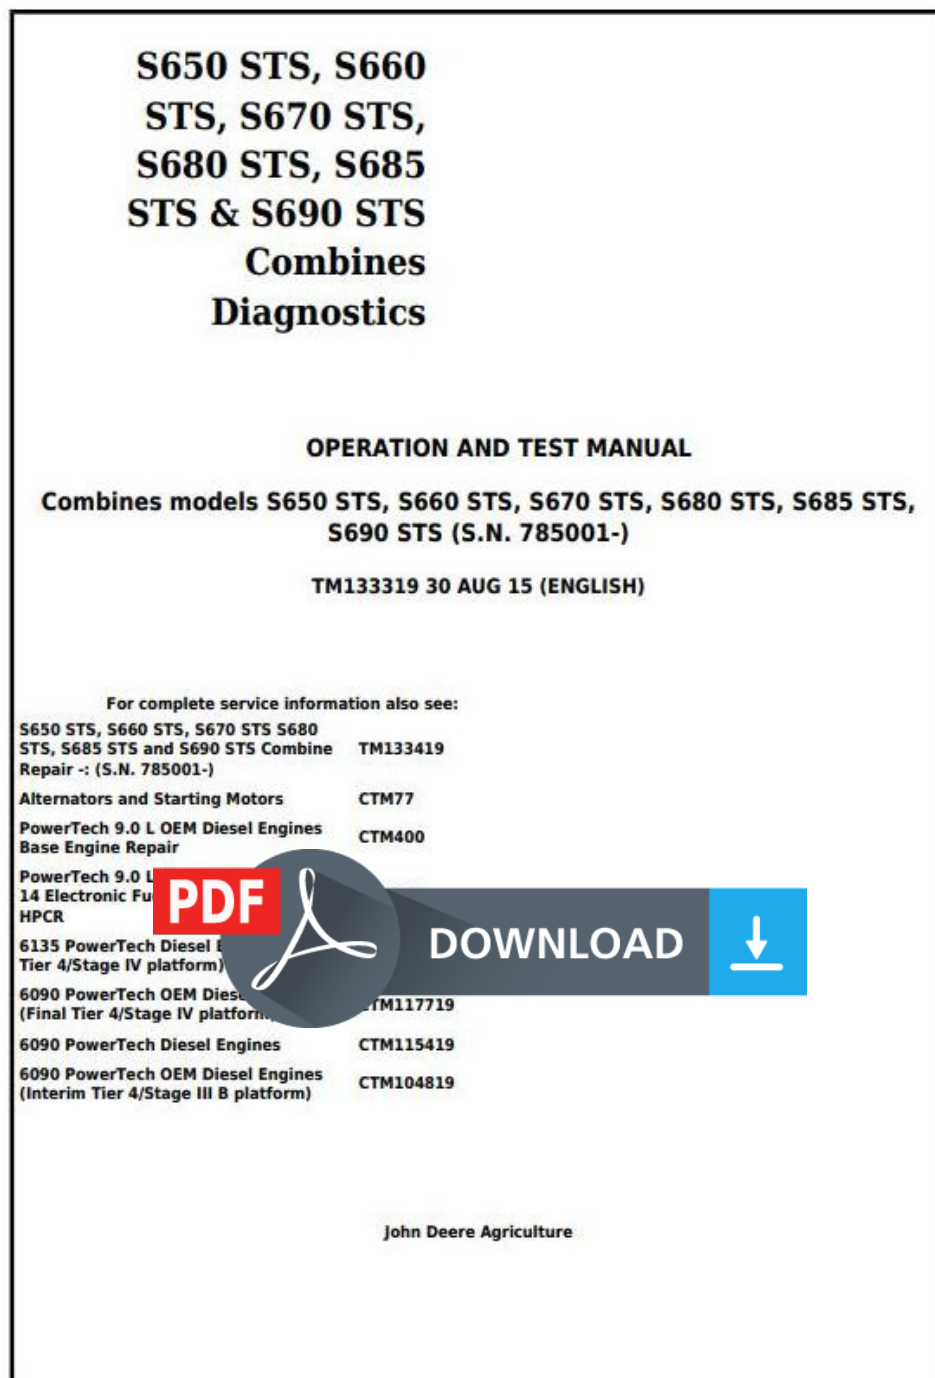 S650 STS, S660
STS, S670 STS,
S680 STS, S685
STS & S690 STS
Combines
Diagnostics
OPERATION AND TEST MANUAL
Combines models S650 STS, S660 STS, S670 STS, S680 STS, S685 STS,
S690 STS (S.N. 785001-)
TM133319 30 AUG 15 (ENGLISH)
For complete service information also see:
S650 STS, S660 STS, S670 STS S680
STS, S685 STS and S690 STS Combine TM133419
Repair -: (S.N. 785001-)
Alternators and Starting Motors CTM77
PowerTech 9.0 L OEM Diesel Engines
Base Engine Repair CTM400
PowerTech 9.0 L
14 Electronic
HPCR
PDF
DOWNLOAD
6135 PowerTech Diesel
Tier 4/Stage IV platform)
6090 PowerTech OEM
(Final Tier 4/Stage IV CTM117719
6090 PowerTech Diesel Engines CTM115419
6090 PowerTech OEM Diesel Engines
(Interim Tier 4/Stage III B platform) CTM104819
John Deere Agriculture